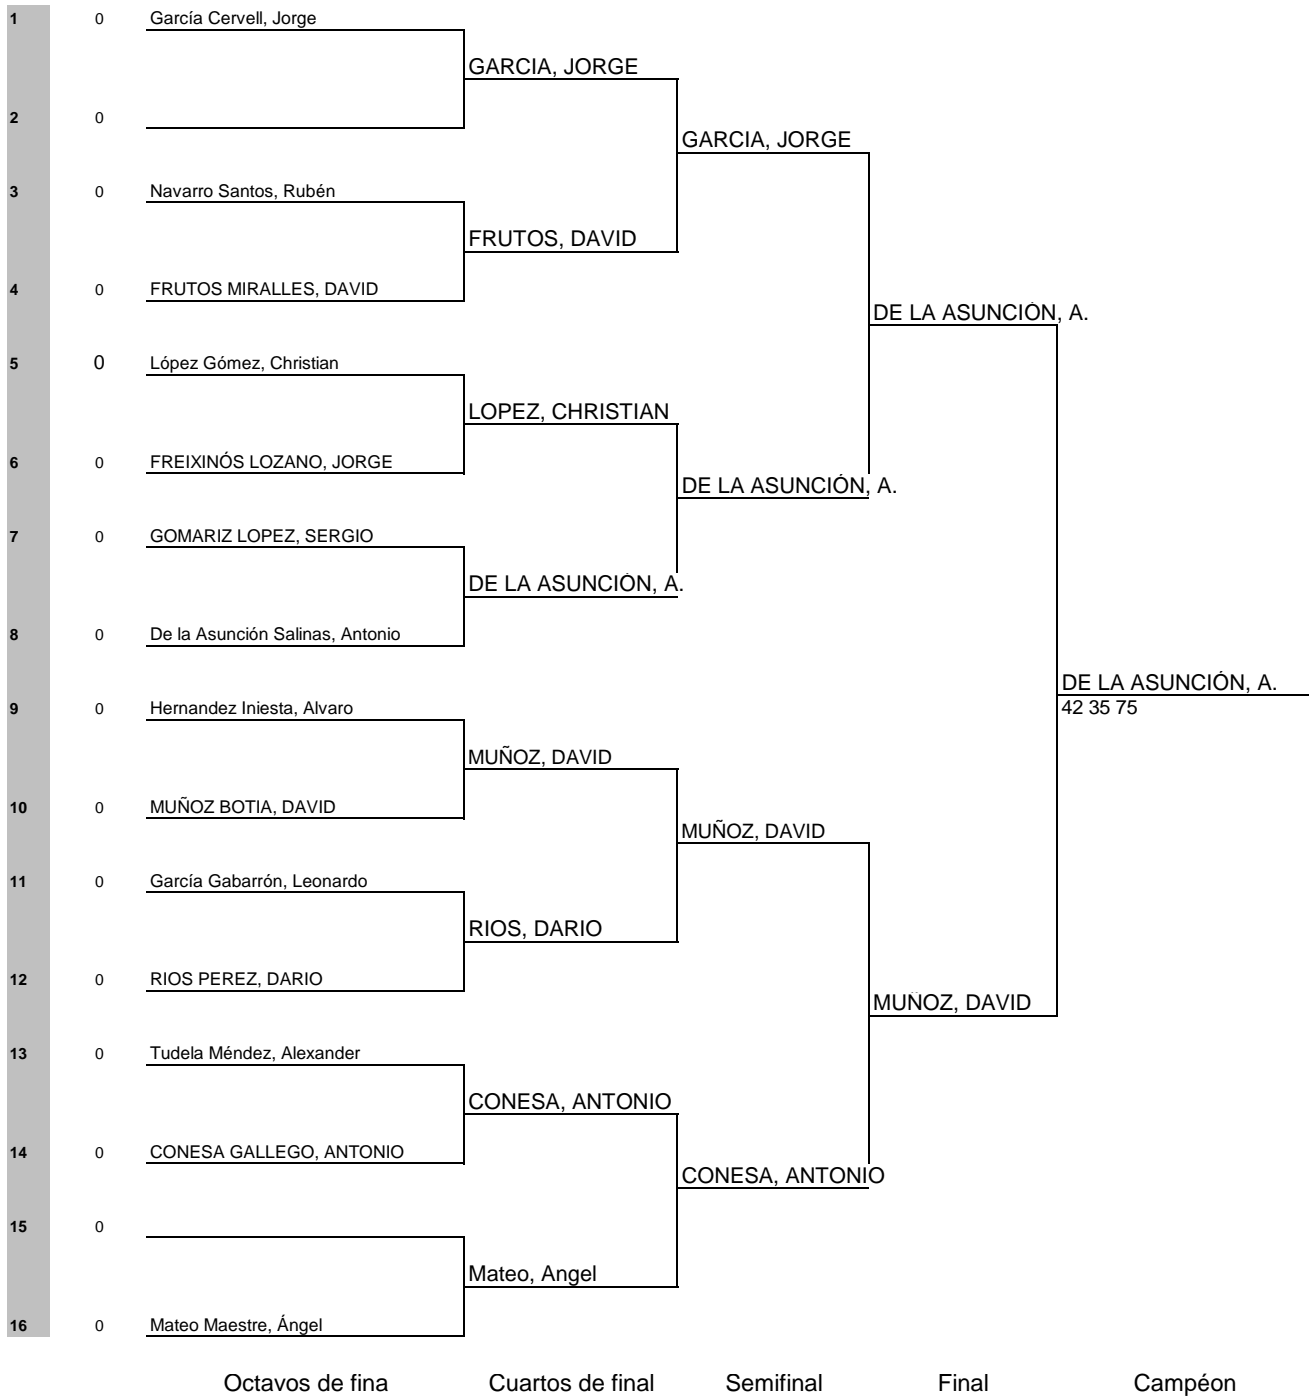 1 0 García Cervell, Jorge
GARCIA, JORGE
2 0
GARCIA, JORGE
3 0 Navarro Santos, Rubén
FRUTOS, DAVID
4 0 FRUTOS MIRALLES, DAVID
DE LA ASUNCIÓN, A.
5 0 López Gómez, Christian
LOPEZ, CHRISTIAN
6 0 FREIXINÓS LOZANO, JORGE
DE LA ASUNCIÓN, A.
7 0 GOMARIZ LOPEZ, SERGIO
DE LA ASUNCIÓN, A.
8 0 De la Asunción Salinas, Antonio
DE LA ASUNCIÓN, A.
9 0 Hernandez Iniesta, Alvaro
42 35 75
MUÑOZ, DAVID
10 0 MUÑOZ BOTIA, DAVID
MUÑOZ, DAVID
11 0 García Gabarrón, Leonardo
RIOS, DARIO
12 0 RIOS PEREZ, DARIO
MUÑOZ, DAVID
13 0 Tudela Méndez, Alexander
CONESA, ANTONIO
14 0 CONESA GALLEGO, ANTONIO
CONESA, ANTONIO
15 0
Mateo, Angel
16 0 Mateo Maestre, Ángel
Octavos de fina Cuartos de final Semifinal Final Campéon